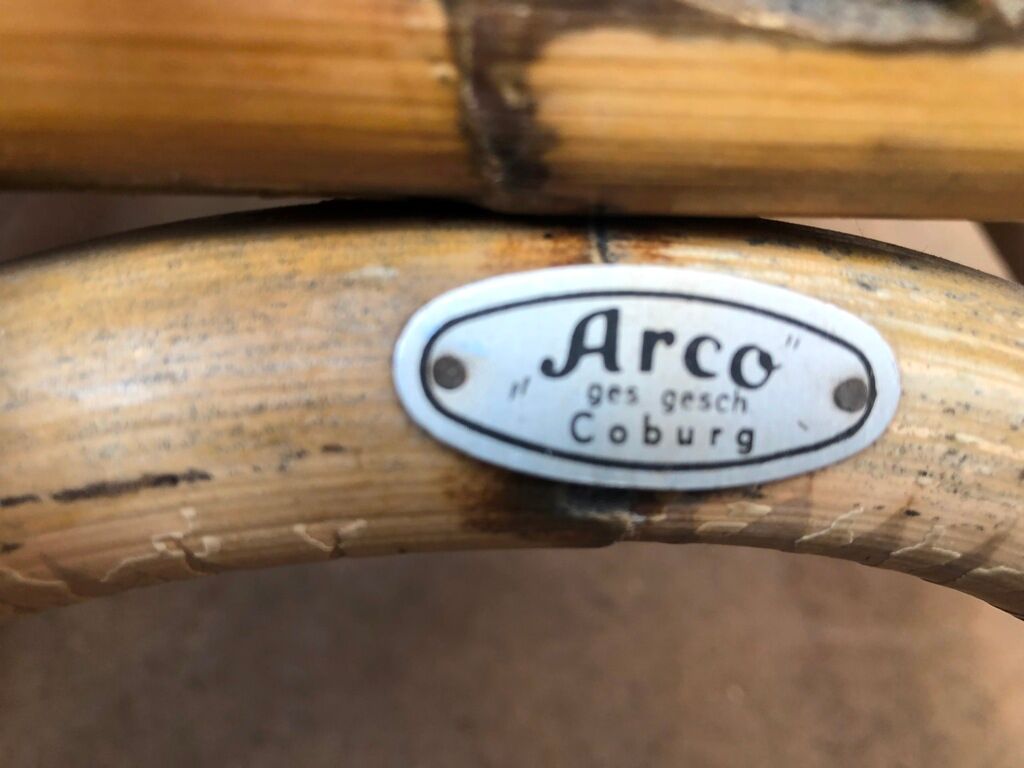 „Arco"
ges gesch
Coburg